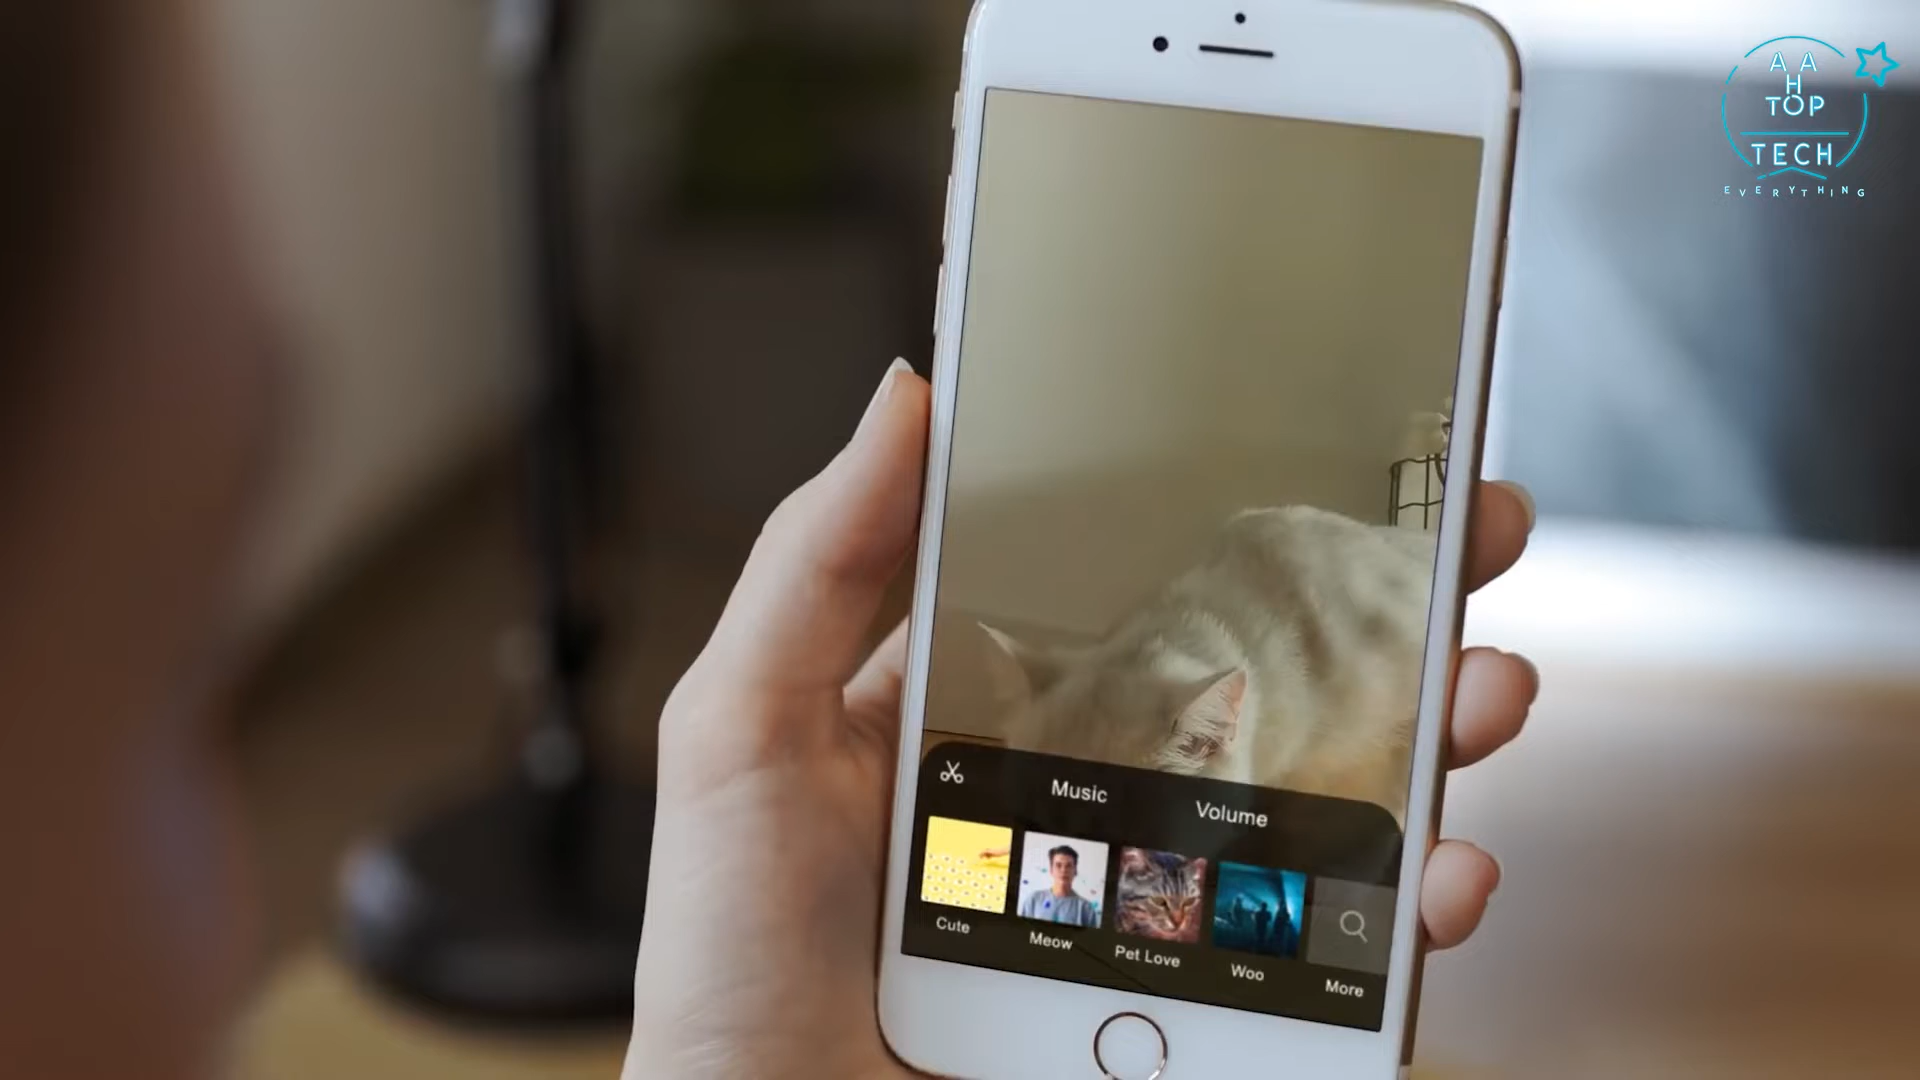 A A
H
TOP
TECH
EVERYTHING
Music Volume
Cute Meow Pet Love Woo More